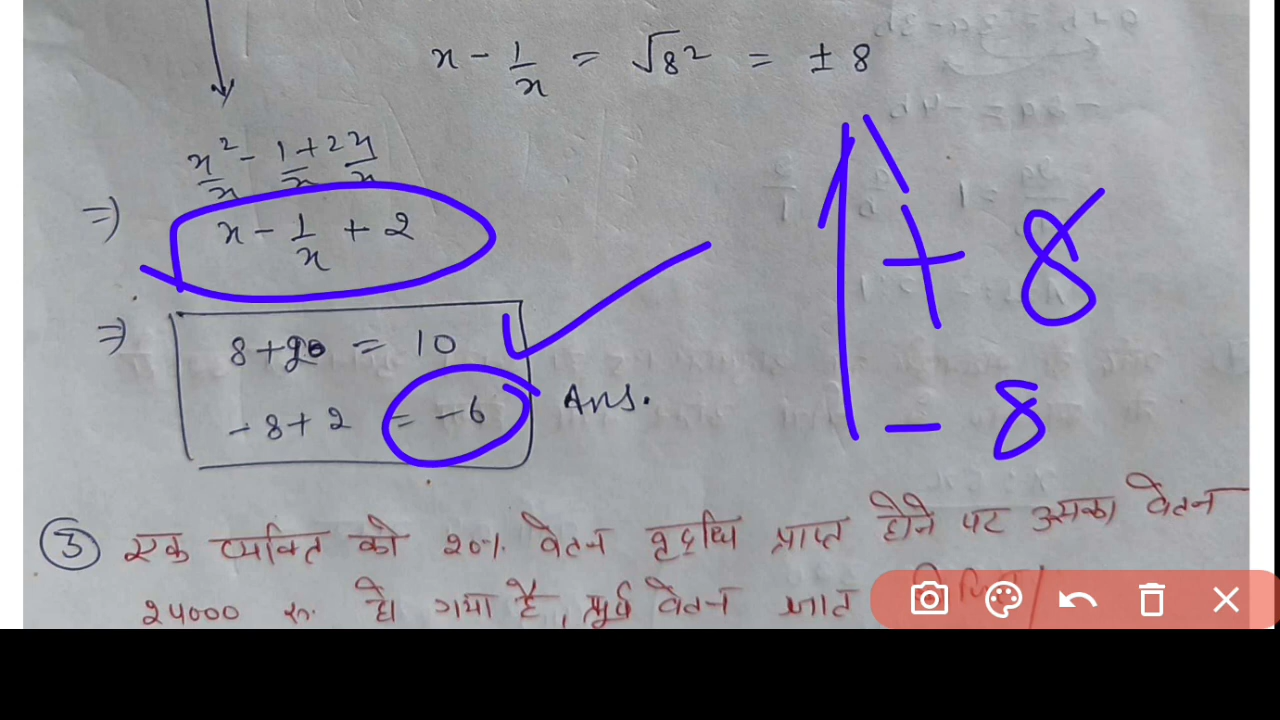 x - 1/x = √8² = ± 8
x²/x - 1/x + 2x/x
⇒) x - 1/x + 2
+ 8
⇒) 8+20 = 10
-8+2 = -6 Ans.
- 8
③ एक व्यक्ति को 20% वेतन वृद्धि प्राप्त होने पर उसका वेतन
24000 रु. हो गया है, पूर्व वेतन ज्ञात